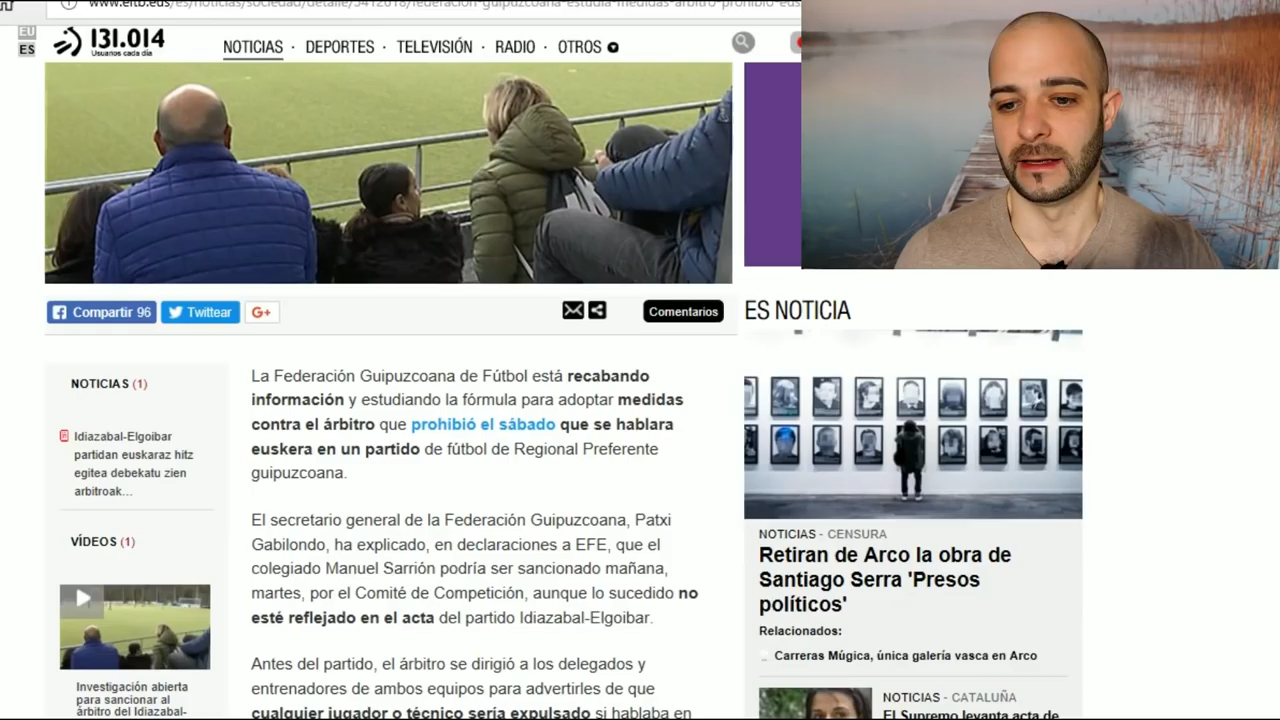 www.eitb.eus/es/noticias/sociedad/detalle/5412618/federacion-guipuzcoana-estudia-medidas-arbitro-prohibio-eus
EU
ES
131.014
Usuarios cada día
NOTICIAS · DEPORTES · TELEVISIÓN · RADIO · OTROS
Compartir 96
Twittear
G+
Comentarios
NOTICIAS (1)
Idiazabal-Elgoibar
partidan euskaraz hitz
egitea debekatu zien
arbitroak...
VÍDEOS (1)
Investigación abierta
para sancionar al
árbitro del Idiazabal-
La Federación Guipuzcoana de Fútbol está recabando
información y estudiando la fórmula para adoptar medidas
contra el árbitro que prohibió el sábado que se hablara
euskera en un partido de fútbol de Regional Preferente
guipuzcoana.
El secretario general de la Federación Guipuzcoana, Patxi
Gabilondo, ha explicado, en declaraciones a EFE, que el
colegiado Manuel Sarrión podría ser sancionado mañana,
martes, por el Comité de Competición, aunque lo sucedido no
esté reflejado en el acta del partido Idiazabal-Elgoibar.
Antes del partido, el árbitro se dirigió a los delegados y
entrenadores de ambos equipos para advertirles de que
cualquier jugador o técnico sería expulsado si hablaba en
ES NOTICIA
NOTICIAS - CENSURA
Retiran de Arco la obra de
Santiago Serra 'Presos
políticos'
Relacionados:
Carreras Múgica, única galería vasca en Arco
NOTICIAS - CATALUÑA
El Supremo levanta acta de